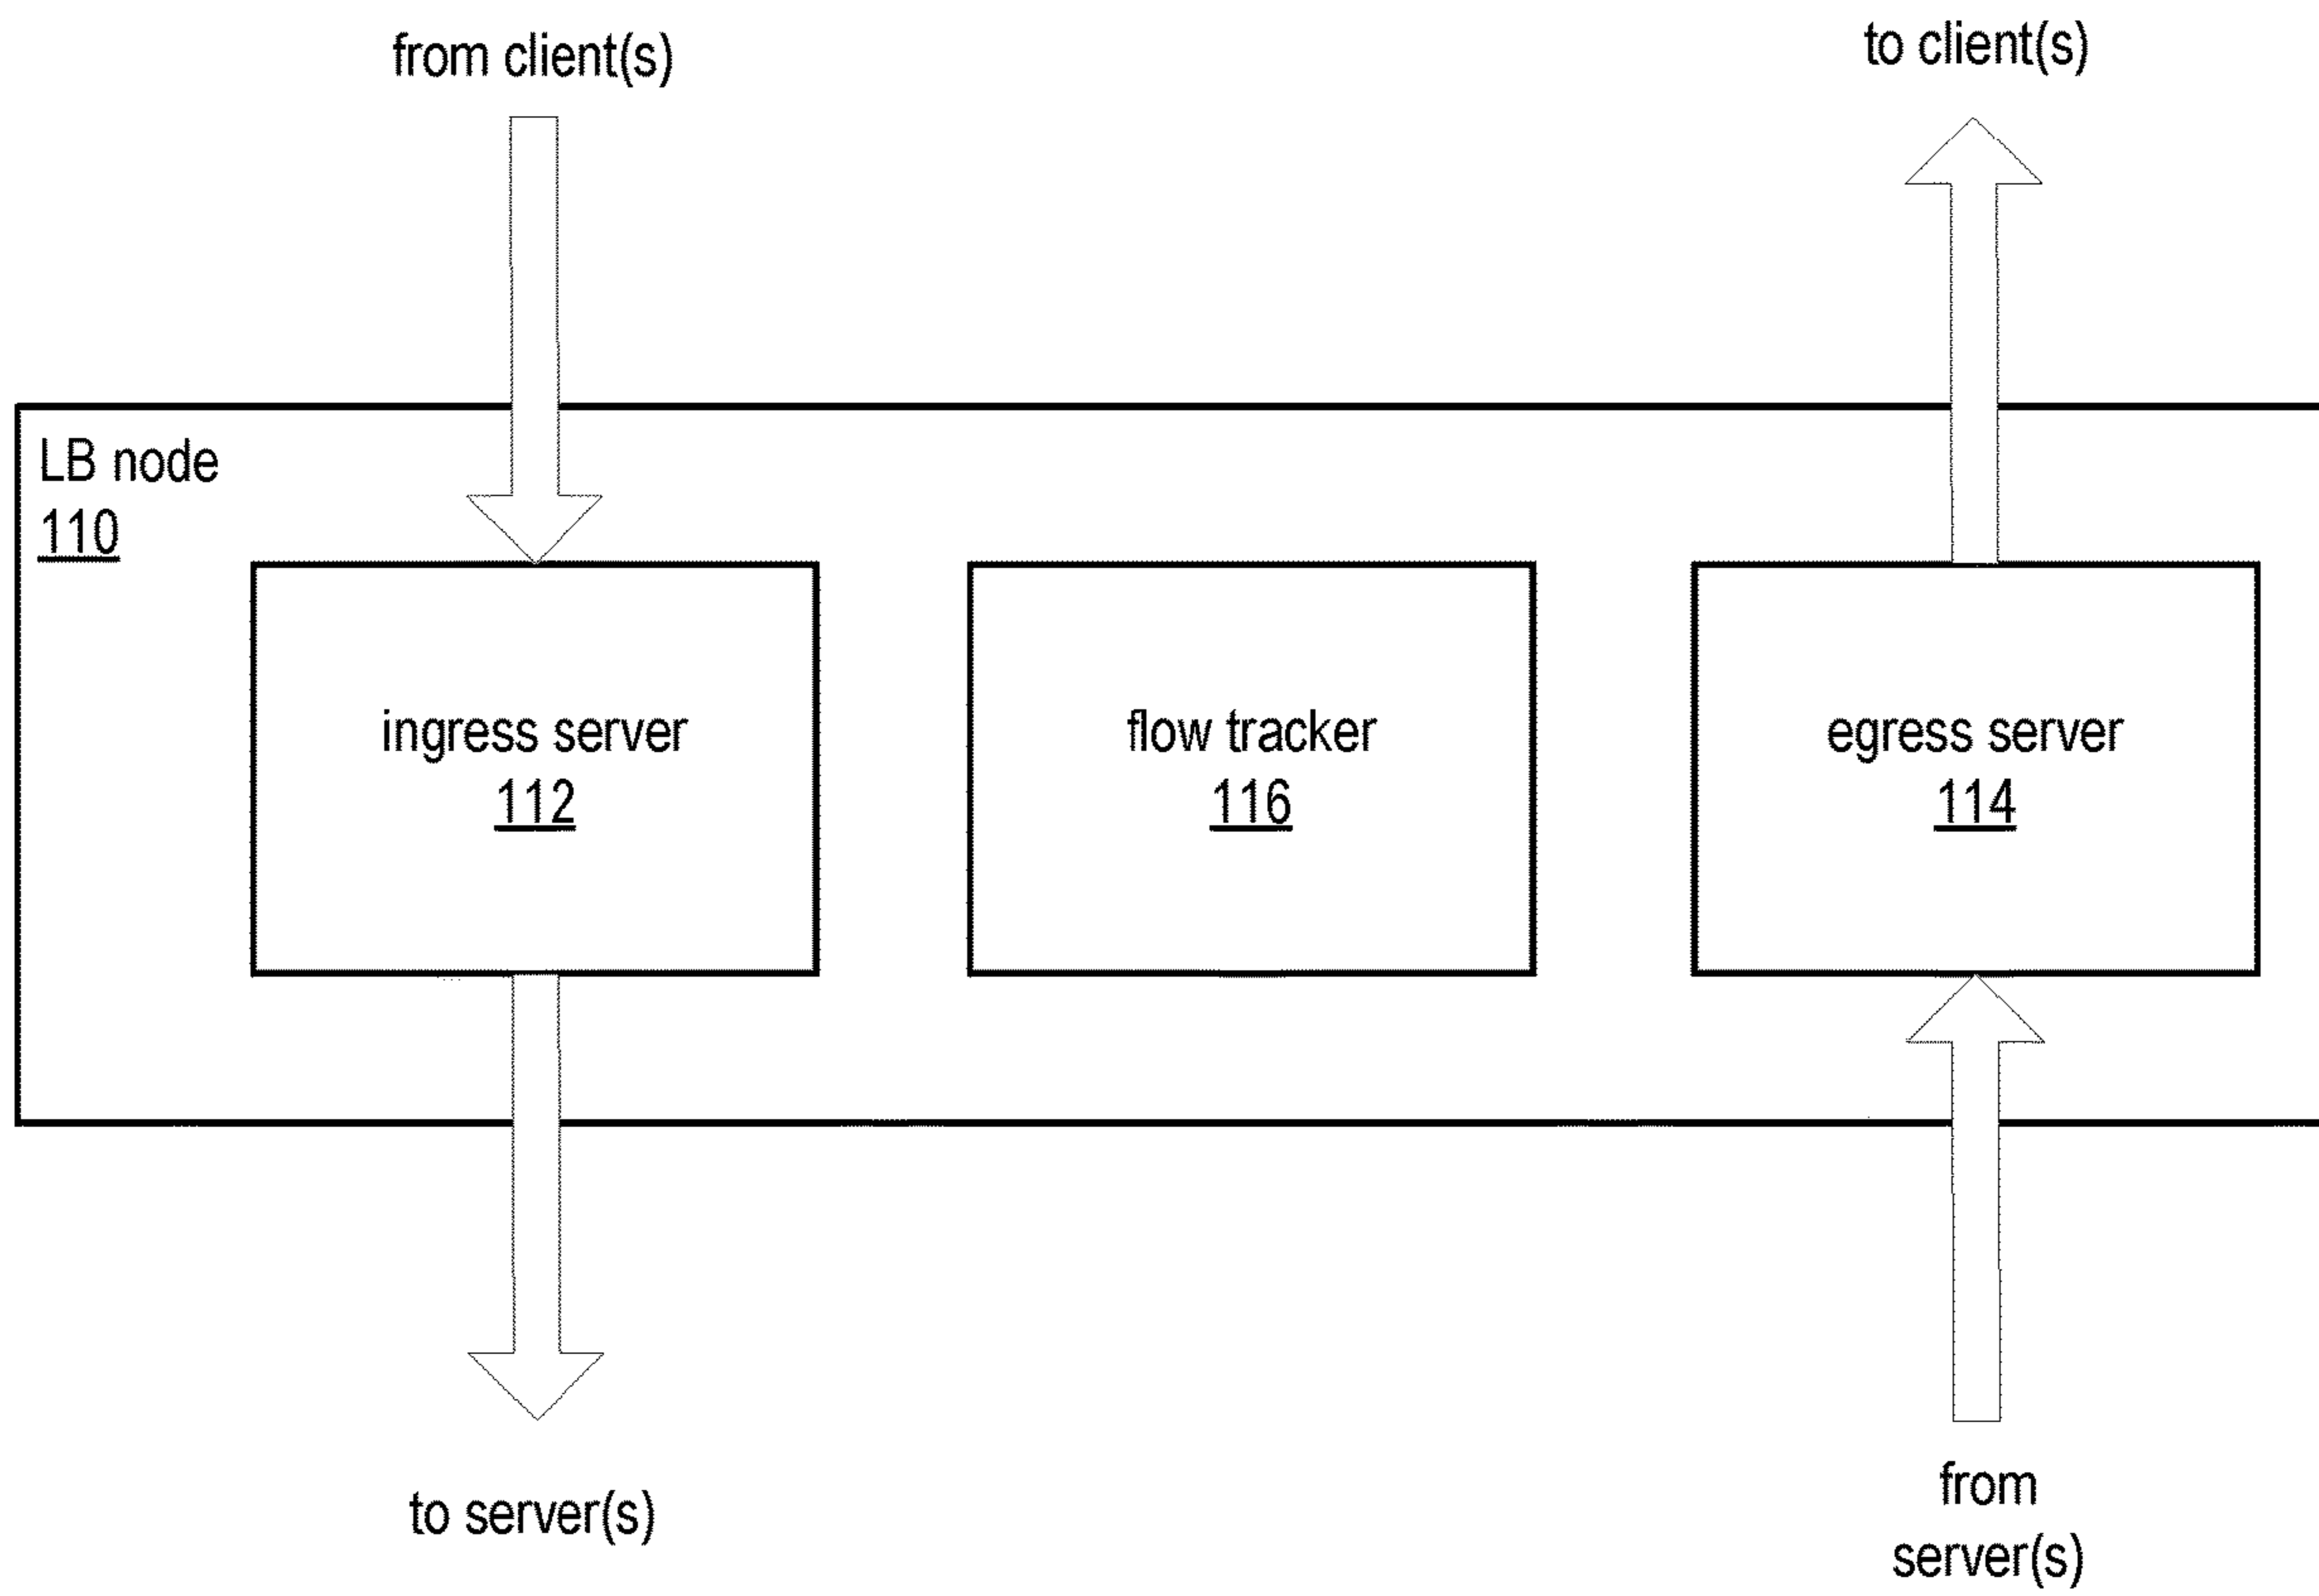 from client(s)
to client(s)
LB node
110
ingress server
112
flow tracker
116
egress server
114
to server(s)
from
server(s)